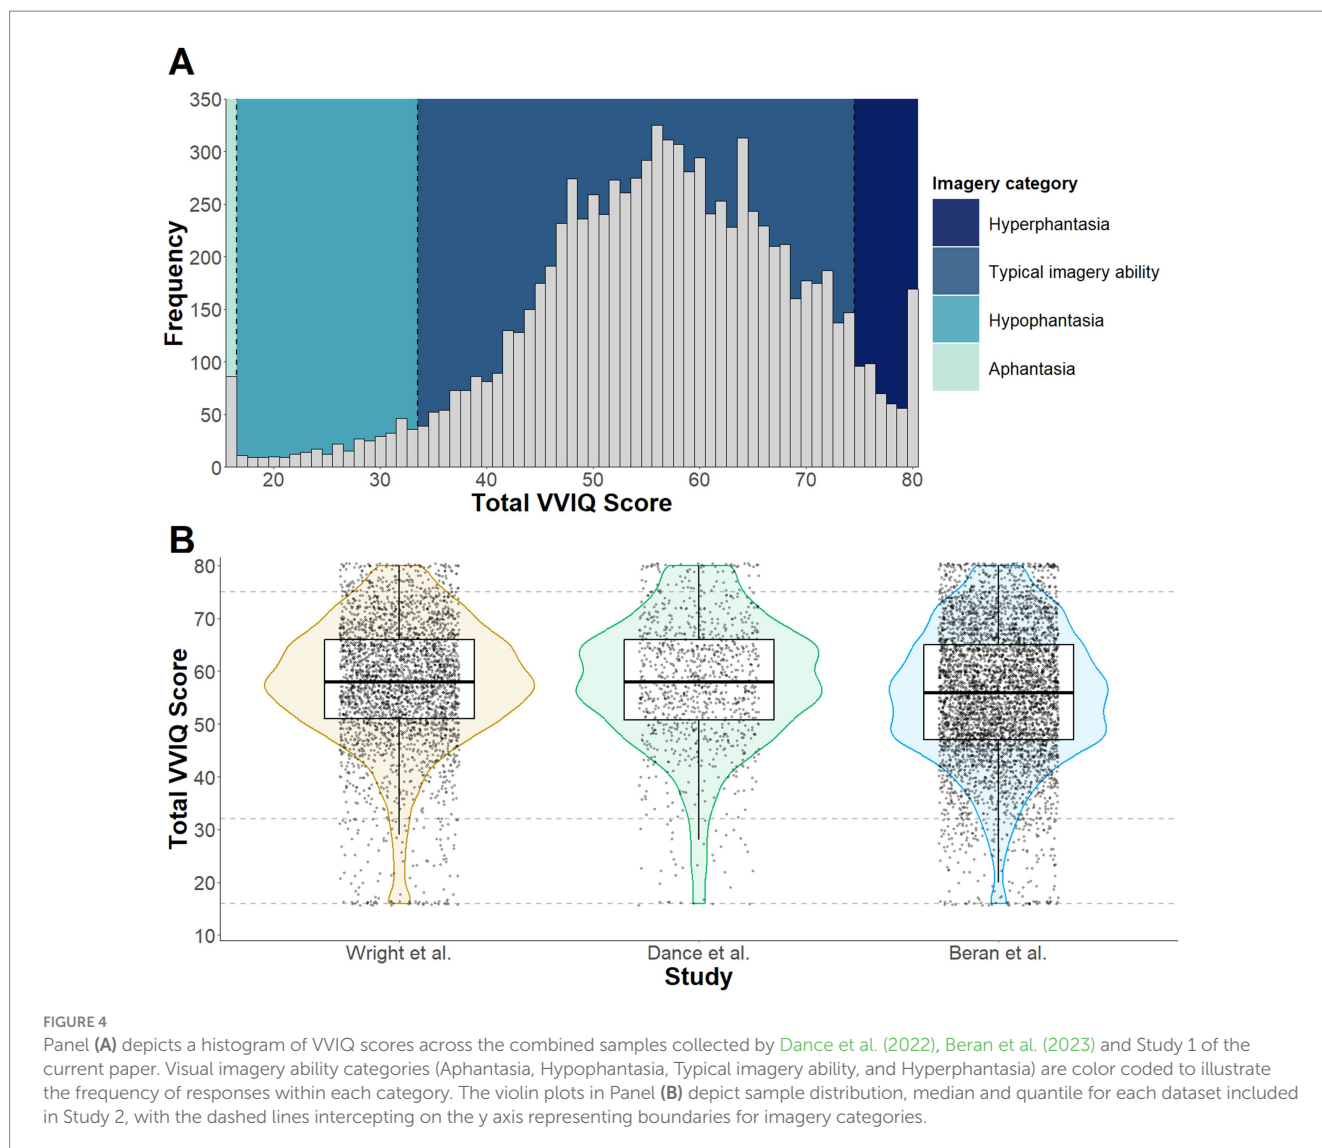 A
350
300
250
200
150
100
50
0
Frequency
20 30 40 50 60 70 80
Total VVIQ Score
Imagery category
Hyperphantasia
Typical imagery ability
Hypophantasia
Aphantasia
B
80
70
60
50
40
30
20
10
Total VVIQ Score
Wright et al. Dance et al. Beran et al.
Study
FIGURE 4
Panel (A) depicts a histogram of VVIQ scores across the combined samples collected by Dance et al. (2022), Beran et al. (2023) and Study 1 of the
current paper. Visual imagery ability categories (Aphantasia, Hypophantasia, Typical imagery ability, and Hyperphantasia) are color coded to illustrate
the frequency of responses within each category. The violin plots in Panel (B) depict sample distribution, median and quantile for each dataset included
in Study 2, with the dashed lines intercepting on the y axis representing boundaries for imagery categories.